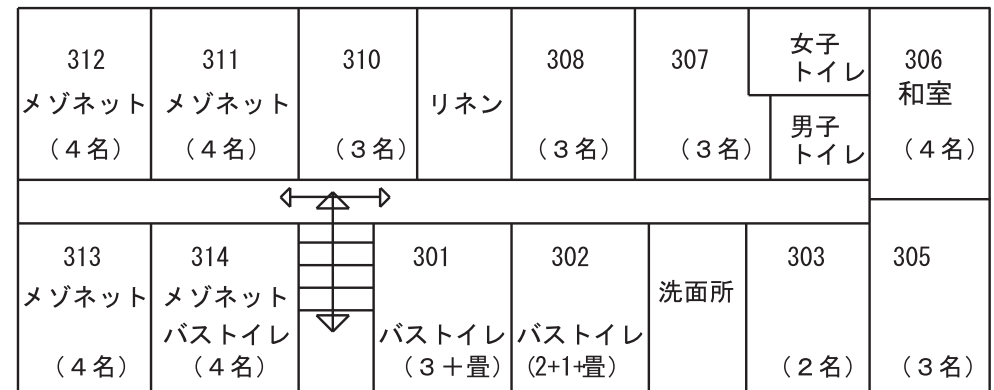 312
メゾネット
（４名）
311
メゾネット
（４名）
310
（３名）
リネン
308
（３名）
307
（３名）
女子
トイレ
男子
トイレ
306
和室
（４名）
313
メゾネット
（４名）
314
メゾネット
バストイレ
（４名）
301
バストイレ
（３＋畳）
302
バストイレ
(2+1+畳)
洗面所
303
（２名）
305
（３名）